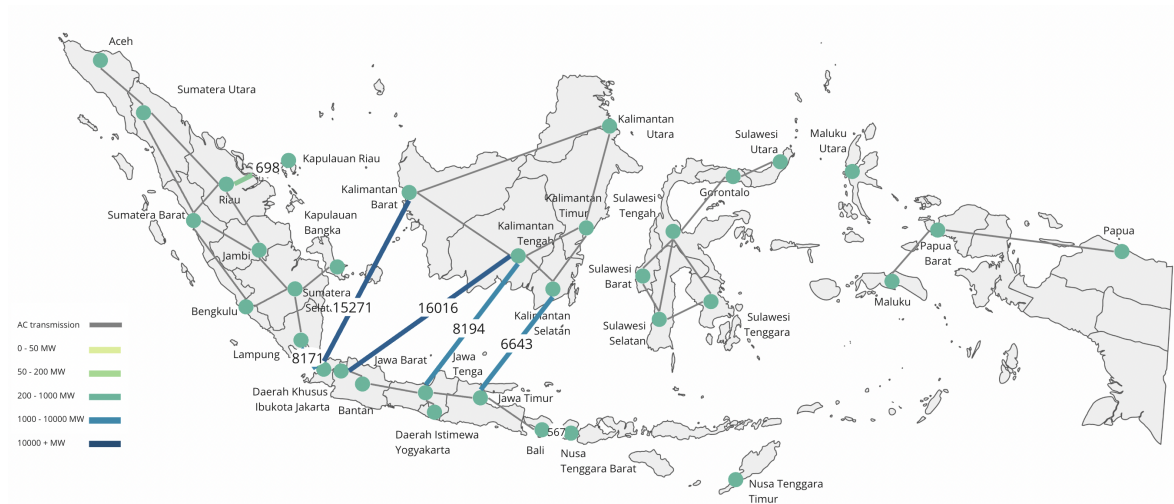 Aceh
Sumatera Utara
698
Kapulauan Riau
Riau
Sumatera Barat
Kapulauan
Bangka
Jambi
Sumatera
Selat
Bengkulu
Lampung
8171
15271
16016
8194
6643
Kalimantan
Barat
Kalimantan
Utara
Kalimantan
Timur
Kalimantan
Tengah
Kalimantan
Selatan
Sulawesi
Utara
Gorontalo
Sulawesi
Tengah
Sulawesi
Barat
Sulawesi
Selatan
Sulawesi
Tenggara
Maluku
Utara
Papua
Barat
Papua
Maluku
Daerah Khusus
Ibukota Jakarta
Bantan
Jawa Barat
Jawa
Tenga
Jawa Timur
Daerah Istimewa
Yogyakarta
Bali
567
Nusa
Tenggara Barat
Nusa Tenggara
Timur
AC transmission
0 - 50 MW
50 - 200 MW
200 - 1000 MW
1000 - 10000 MW
10000 + MW